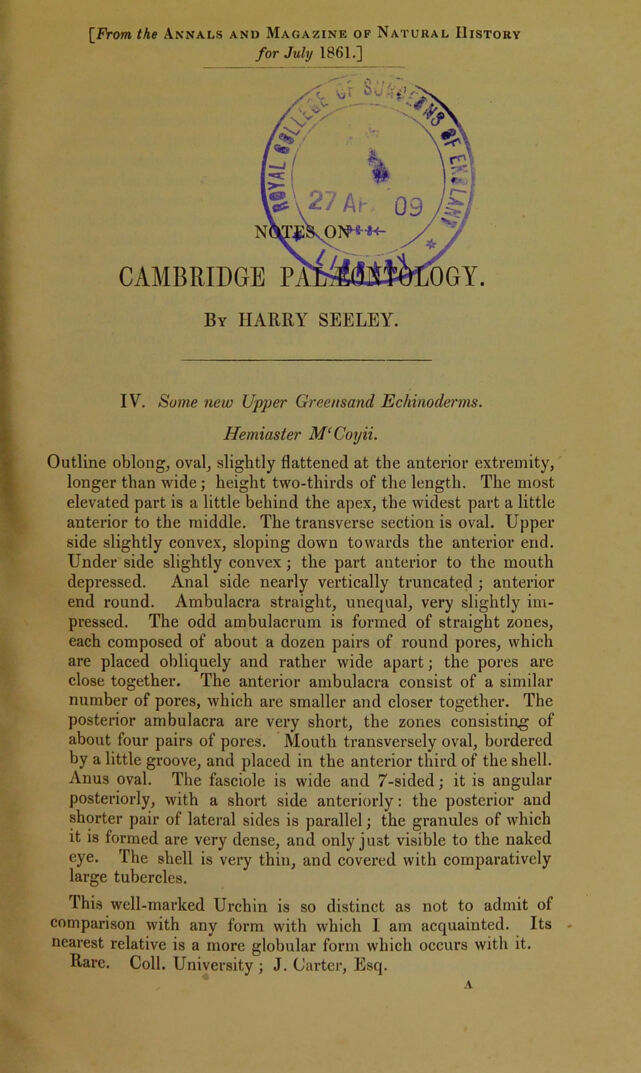 [From the Annals and Magazine of Natural History
for July 1861.]
ROYAL COLLEGE OF SURGEONS OF ENGLAND
27 AP. 09
LIBRARY
NOTES ON
CAMBRIDGE PALÆONTOLOGY.
By HARRY SEELEY.
IV. Some new Upper Greensand Echinoderms.
Hemiaster M‘Coyii.
Outline oblong, oval, slightly flattened at the anterior extremity,
longer than wide; height two-thirds of the length. The most
elevated part is a little behind the apex, the widest part a little
anterior to the middle. The transverse section is oval. Upper
side slightly convex, sloping down towards the anterior end.
Under side slightly convex; the part anterior to the mouth
depressed. Anal side nearly vertically truncated; anterior
end round. Ambulacra straight, unequal, very slightly im-
pressed. The odd ambulacrum is formed of straight zones,
each composed of about a dozen pairs of round pores, which
are placed obliquely and rather wide apart; the pores are
close together. The anterior ambulacra consist of a similar
number of pores, which are smaller and closer together. The
posterior ambulacra are very short, the zones consisting of
about four pairs of pores. Mouth transversely oval, bordered
by a little groove, and placed in the anterior third of the shell.
Anus oval. The fasciole is wide and 7-sided; it is angular
posteriorly, with a short side anteriorly: the posterior and
shorter pair of lateral sides is parallel; the granules of which
it is formed are very dense, and only just visible to the naked
eye. The shell is very thin, and covered with comparatively
large tubercles.
This well-marked Urchin is so distinct as not to admit of
comparison with any form with which I am acquainted. Its
nearest relative is a more globular form which occurs with it.
Rare. Coll. University; J. Carter, Esq.
A